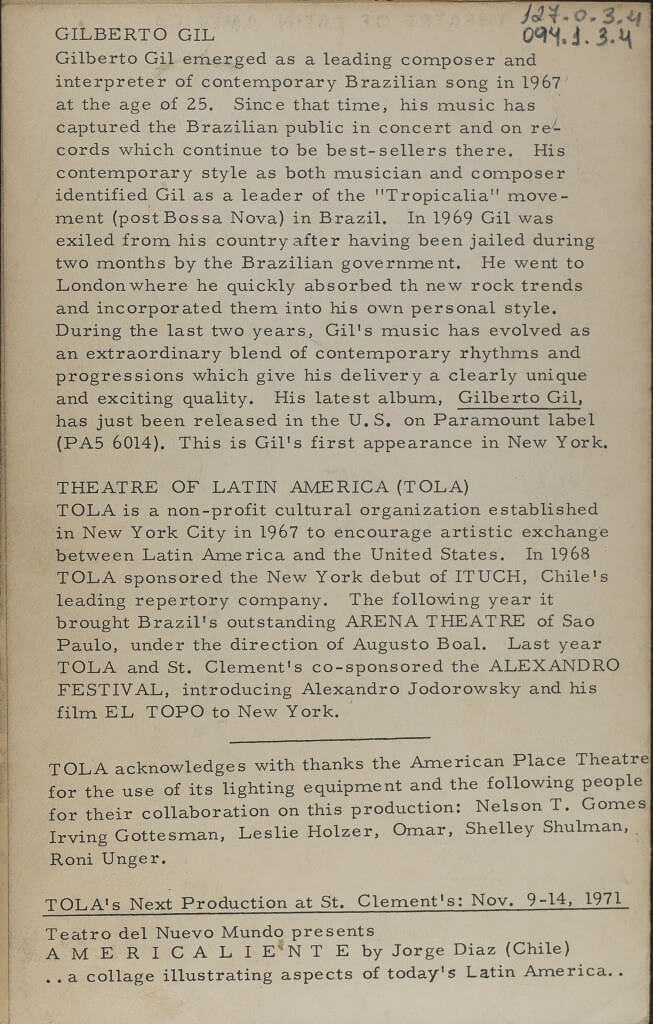 127.0.3.4
094.1.3.4
GILBERTO GIL
Gilberto Gil emerged as a leading composer and
interpreter of contemporary Brazilian song in 1967
at the age of 25. Since that time, his music has
captured the Brazilian public in concert and on re-
cords which continue to be best-sellers there. His
contemporary style as both musician and composer
identified Gil as a leader of the "Tropicalia" move-
ment (post Bossa Nova) in Brazil. In 1969 Gil was
exiled from his country after having been jailed during
two months by the Brazilian government. He went to
London where he quickly absorbed th new rock trends
and incorporated them into his own personal style.
During the last two years, Gil's music has evolved as
an extraordinary blend of contemporary rhythms and
progressions which give his delivery a clearly unique
and exciting quality. His latest album, Gilberto Gil,
has just been released in the U.S. on Paramount label
(PA5 6014). This is Gil's first appearance in New York.
THEATRE OF LATIN AMERICA (TOLA)
TOLA is a non-profit cultural organization established
in New York City in 1967 to encourage artistic exchange
between Latin America and the United States. In 1968
TOLA sponsored the New York debut of ITUCH, Chile's
leading repertory company. The following year it
brought Brazil's outstanding ARENA THEATRE of Sao
Paulo, under the direction of Augusto Boal. Last year
TOLA and St. Clement's co-sponsored the ALEXANDRO
FESTIVAL, introducing Alexandro Jodorowsky and his
film EL TOPO to New York.
TOLA acknowledges with thanks the American Place Theatre
for the use of its lighting equipment and the following people
for their collaboration on this production: Nelson T. Gomes
Irving Gottesman, Leslie Holzer, Omar, Shelley Shulman,
Roni Unger.
TOLA's Next Production at St. Clement's: Nov. 9-14, 1971
Teatro del Nuevo Mundo presents
A M E R I C A L I E N T E by Jorge Diaz (Chile)
..a collage illustrating aspects of today's Latin America..